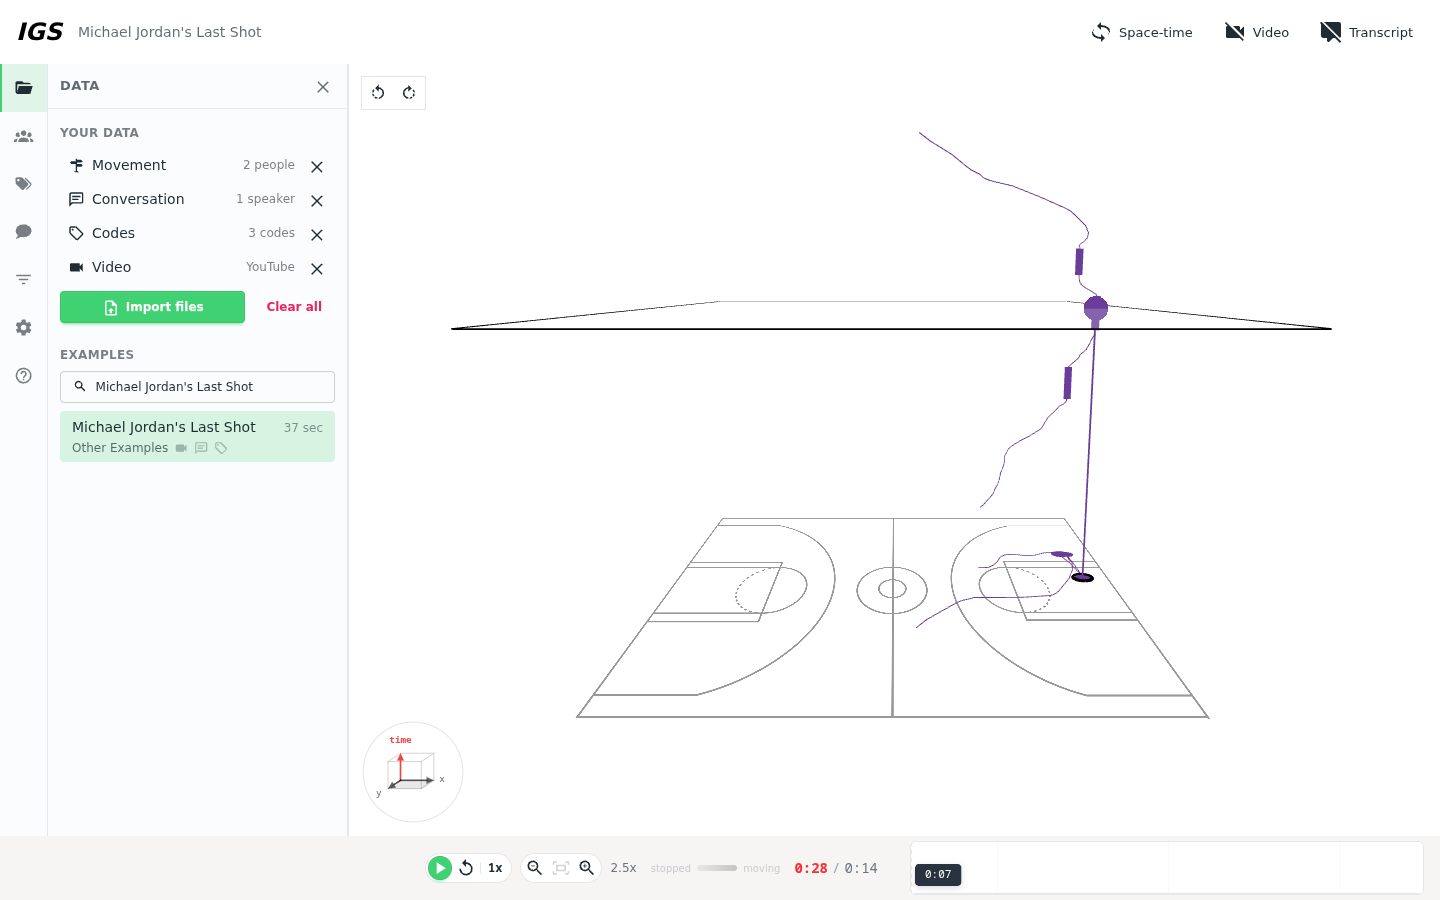 IGS Michael Jordan's Last Shot
Space-time
Video
Transcript
DATA
YOUR DATA
Movement 2 people
Conversation 1 speaker
Codes 3 codes
Video YouTube
Import files
Clear all
EXAMPLES
Michael Jordan's Last Shot
Michael Jordan's Last Shot 37 sec
Other Examples
time
x
y
1x
2.5x
stopped
moving
0:28 / 0:14
0:07